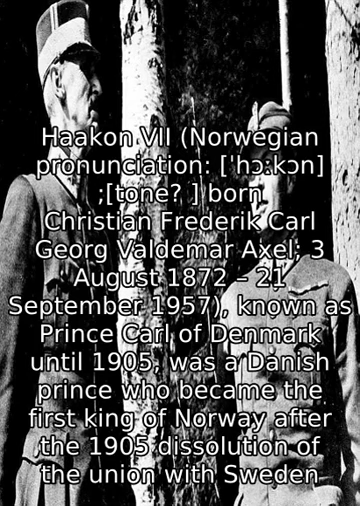 Haakon VII (Norwegian
pronunciation: [ˈhɔːkɔn]
;[tone? ] born
Christian Frederik Carl
Georg Valdemar Axel; 3
August 1872 – 21
September 1957), known as
Prince Carl of Denmark
until 1905, was a Danish
prince who became the
first king of Norway after
the 1905 dissolution of
the union with Sweden